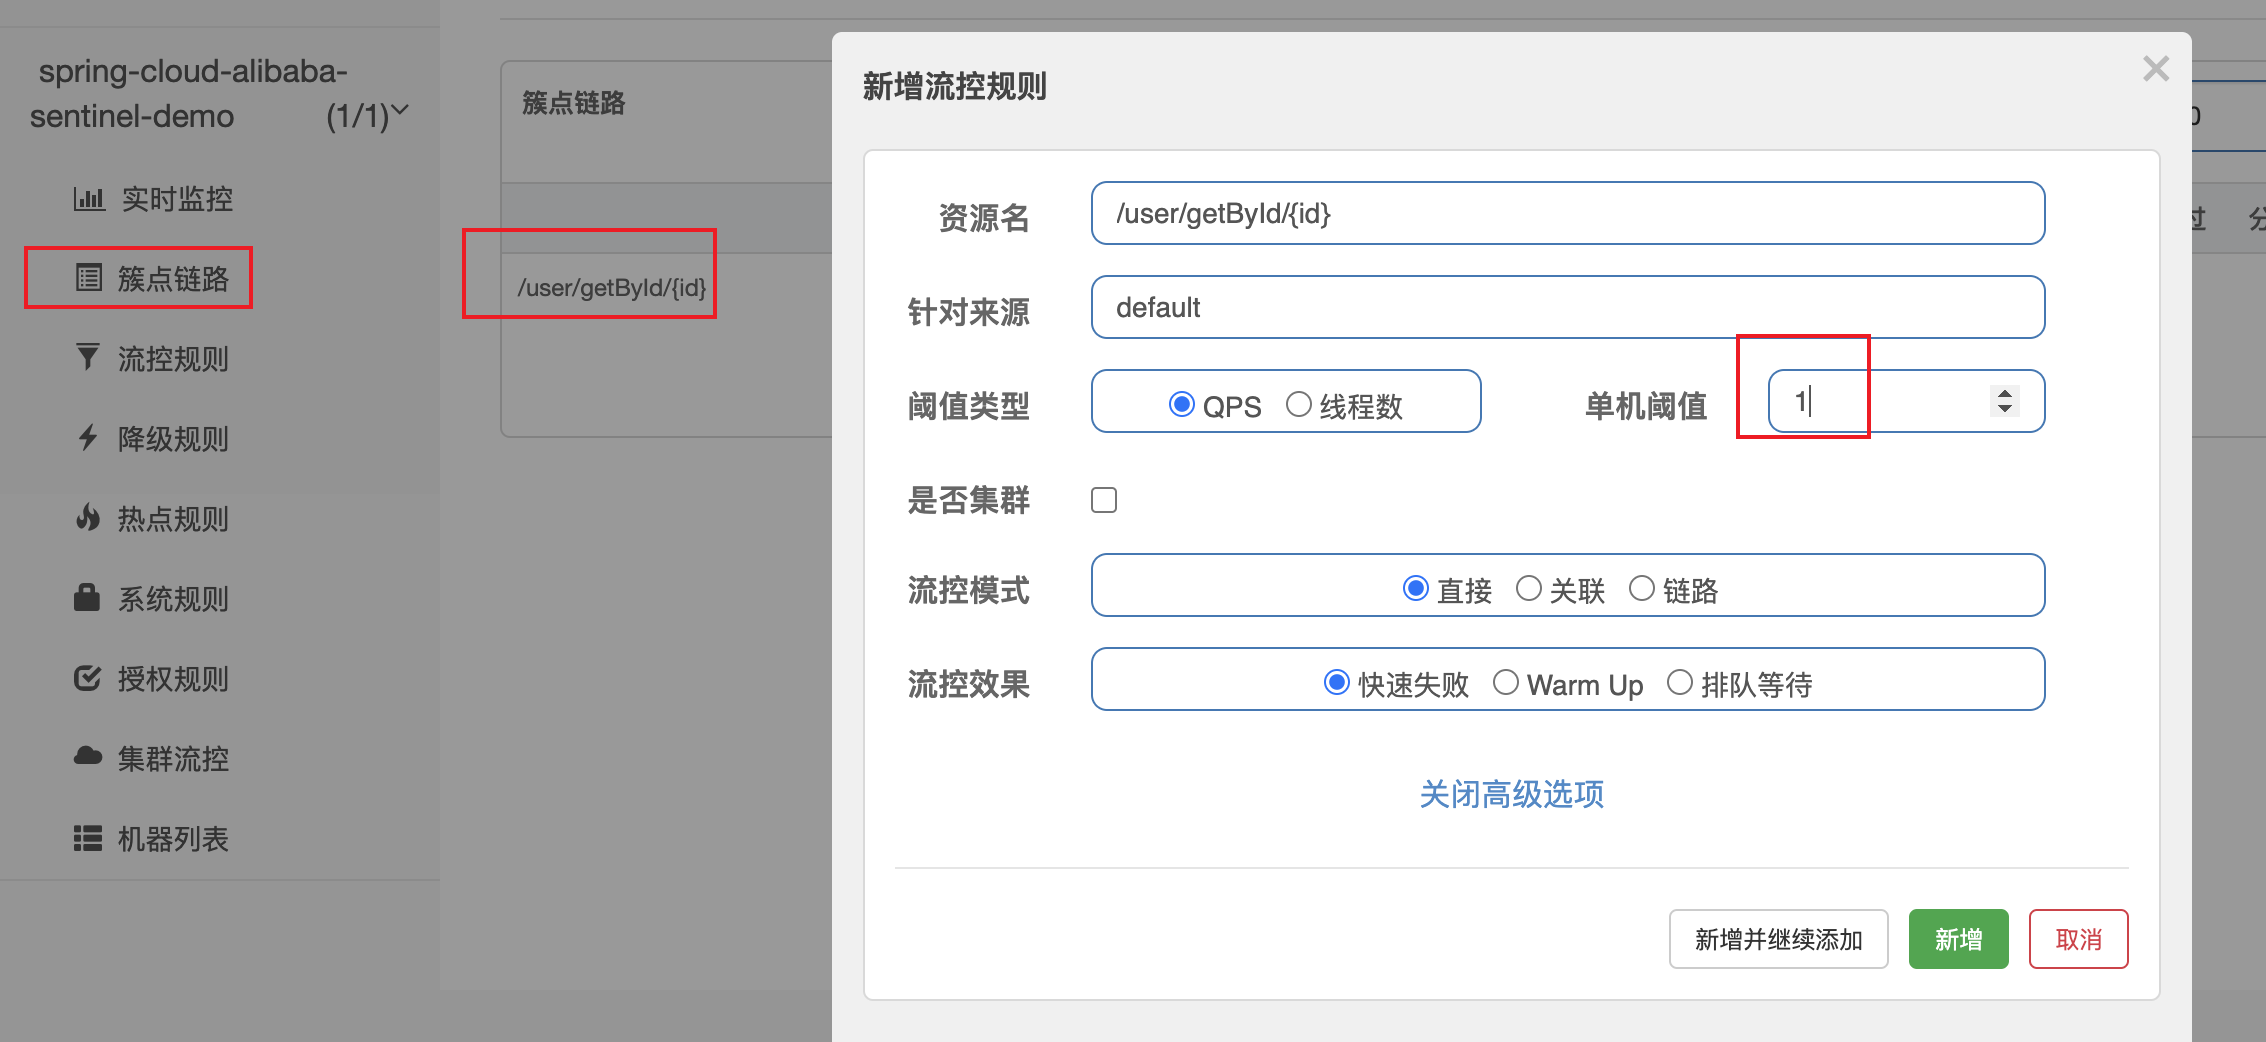 spring-cloud-alibaba-
sentinel-demo (1/1)
实时监控
簇点链路
流控规则
降级规则
热点规则
系统规则
授权规则
集群流控
机器列表
簇点链路
/user/getById/{id}
新增流控规则
资源名 /user/getById/{id}
针对来源 default
阈值类型 QPS 线程数 单机阈值 1
是否集群
流控模式 直接 关联 链路
流控效果 快速失败 Warm Up 排队等待
关闭高级选项
新增并继续添加 新增 取消